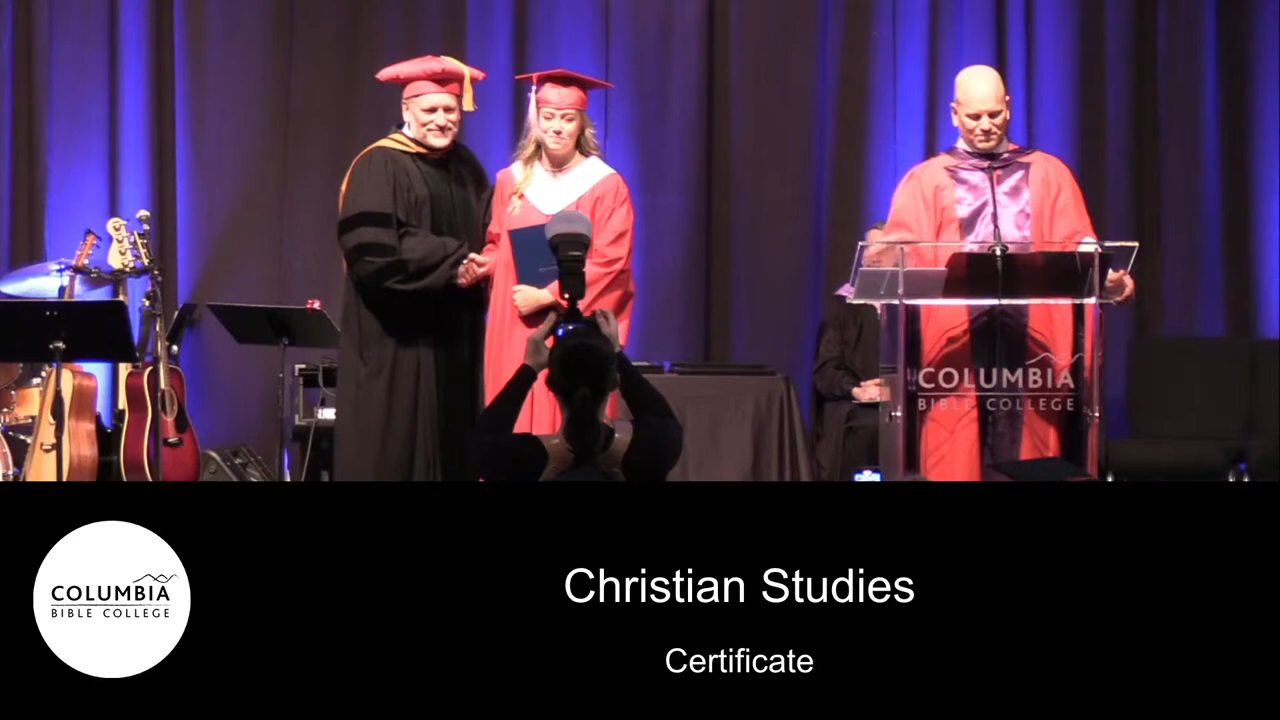 COLUMBIA
BIBLE COLLEGE
COLUMBIA
BIBLE COLLEGE
Christian Studies
Certificate